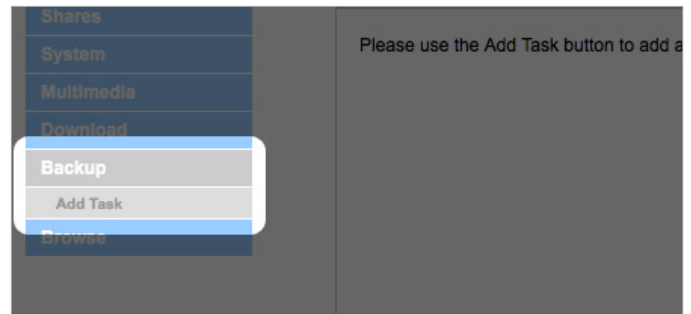 Shares
System
Multimedia
Download
Backup
Add Task
Browse
Please use the Add Task button to add a